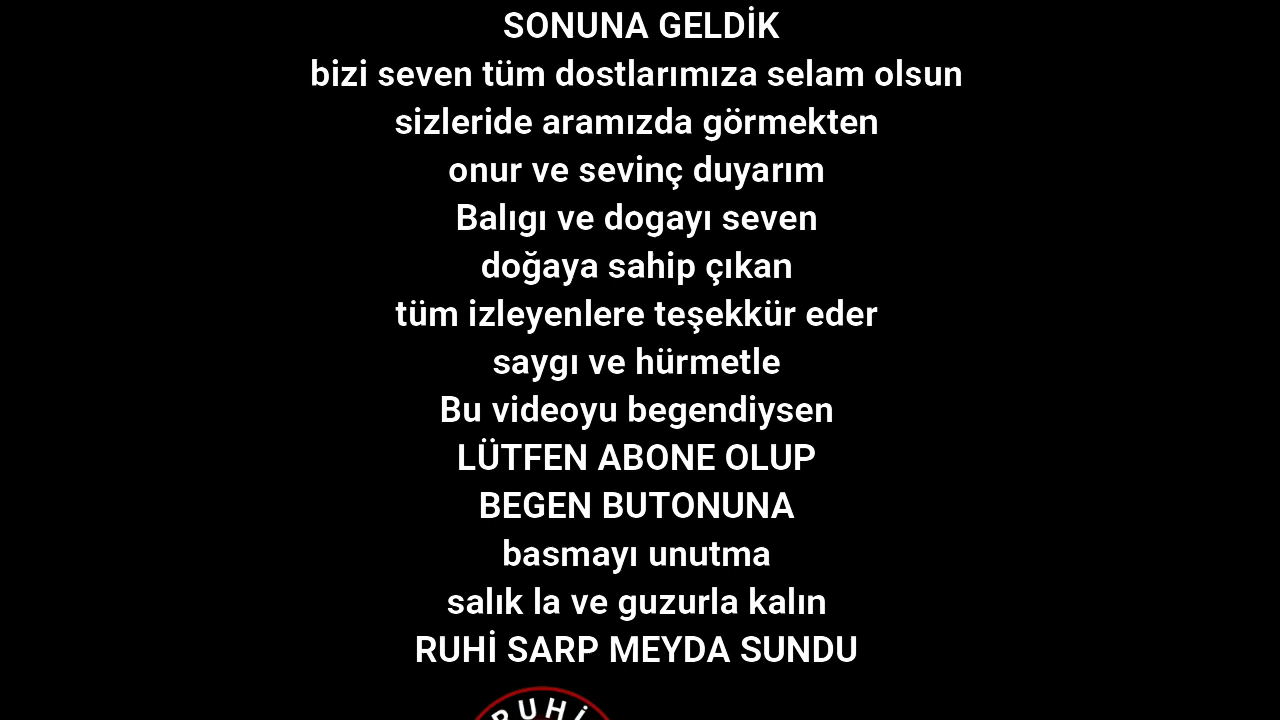 SONUNA GELDİK
bizi seven tüm dostlarımıza selam olsun
sizleride aramızda görmekten
onur ve sevinç duyarım
Balıgı ve dogayı seven
doğaya sahip çıkan
tüm izleyenlere teşekkür eder
saygı ve hürmetle
Bu videoyu begendiysen
LÜTFEN ABONE OLUP
BEGEN BUTONUNA
basmayı unutma
salık la ve guzurla kalın
RUHİ SARP MEYDA SUNDU
RUHİ